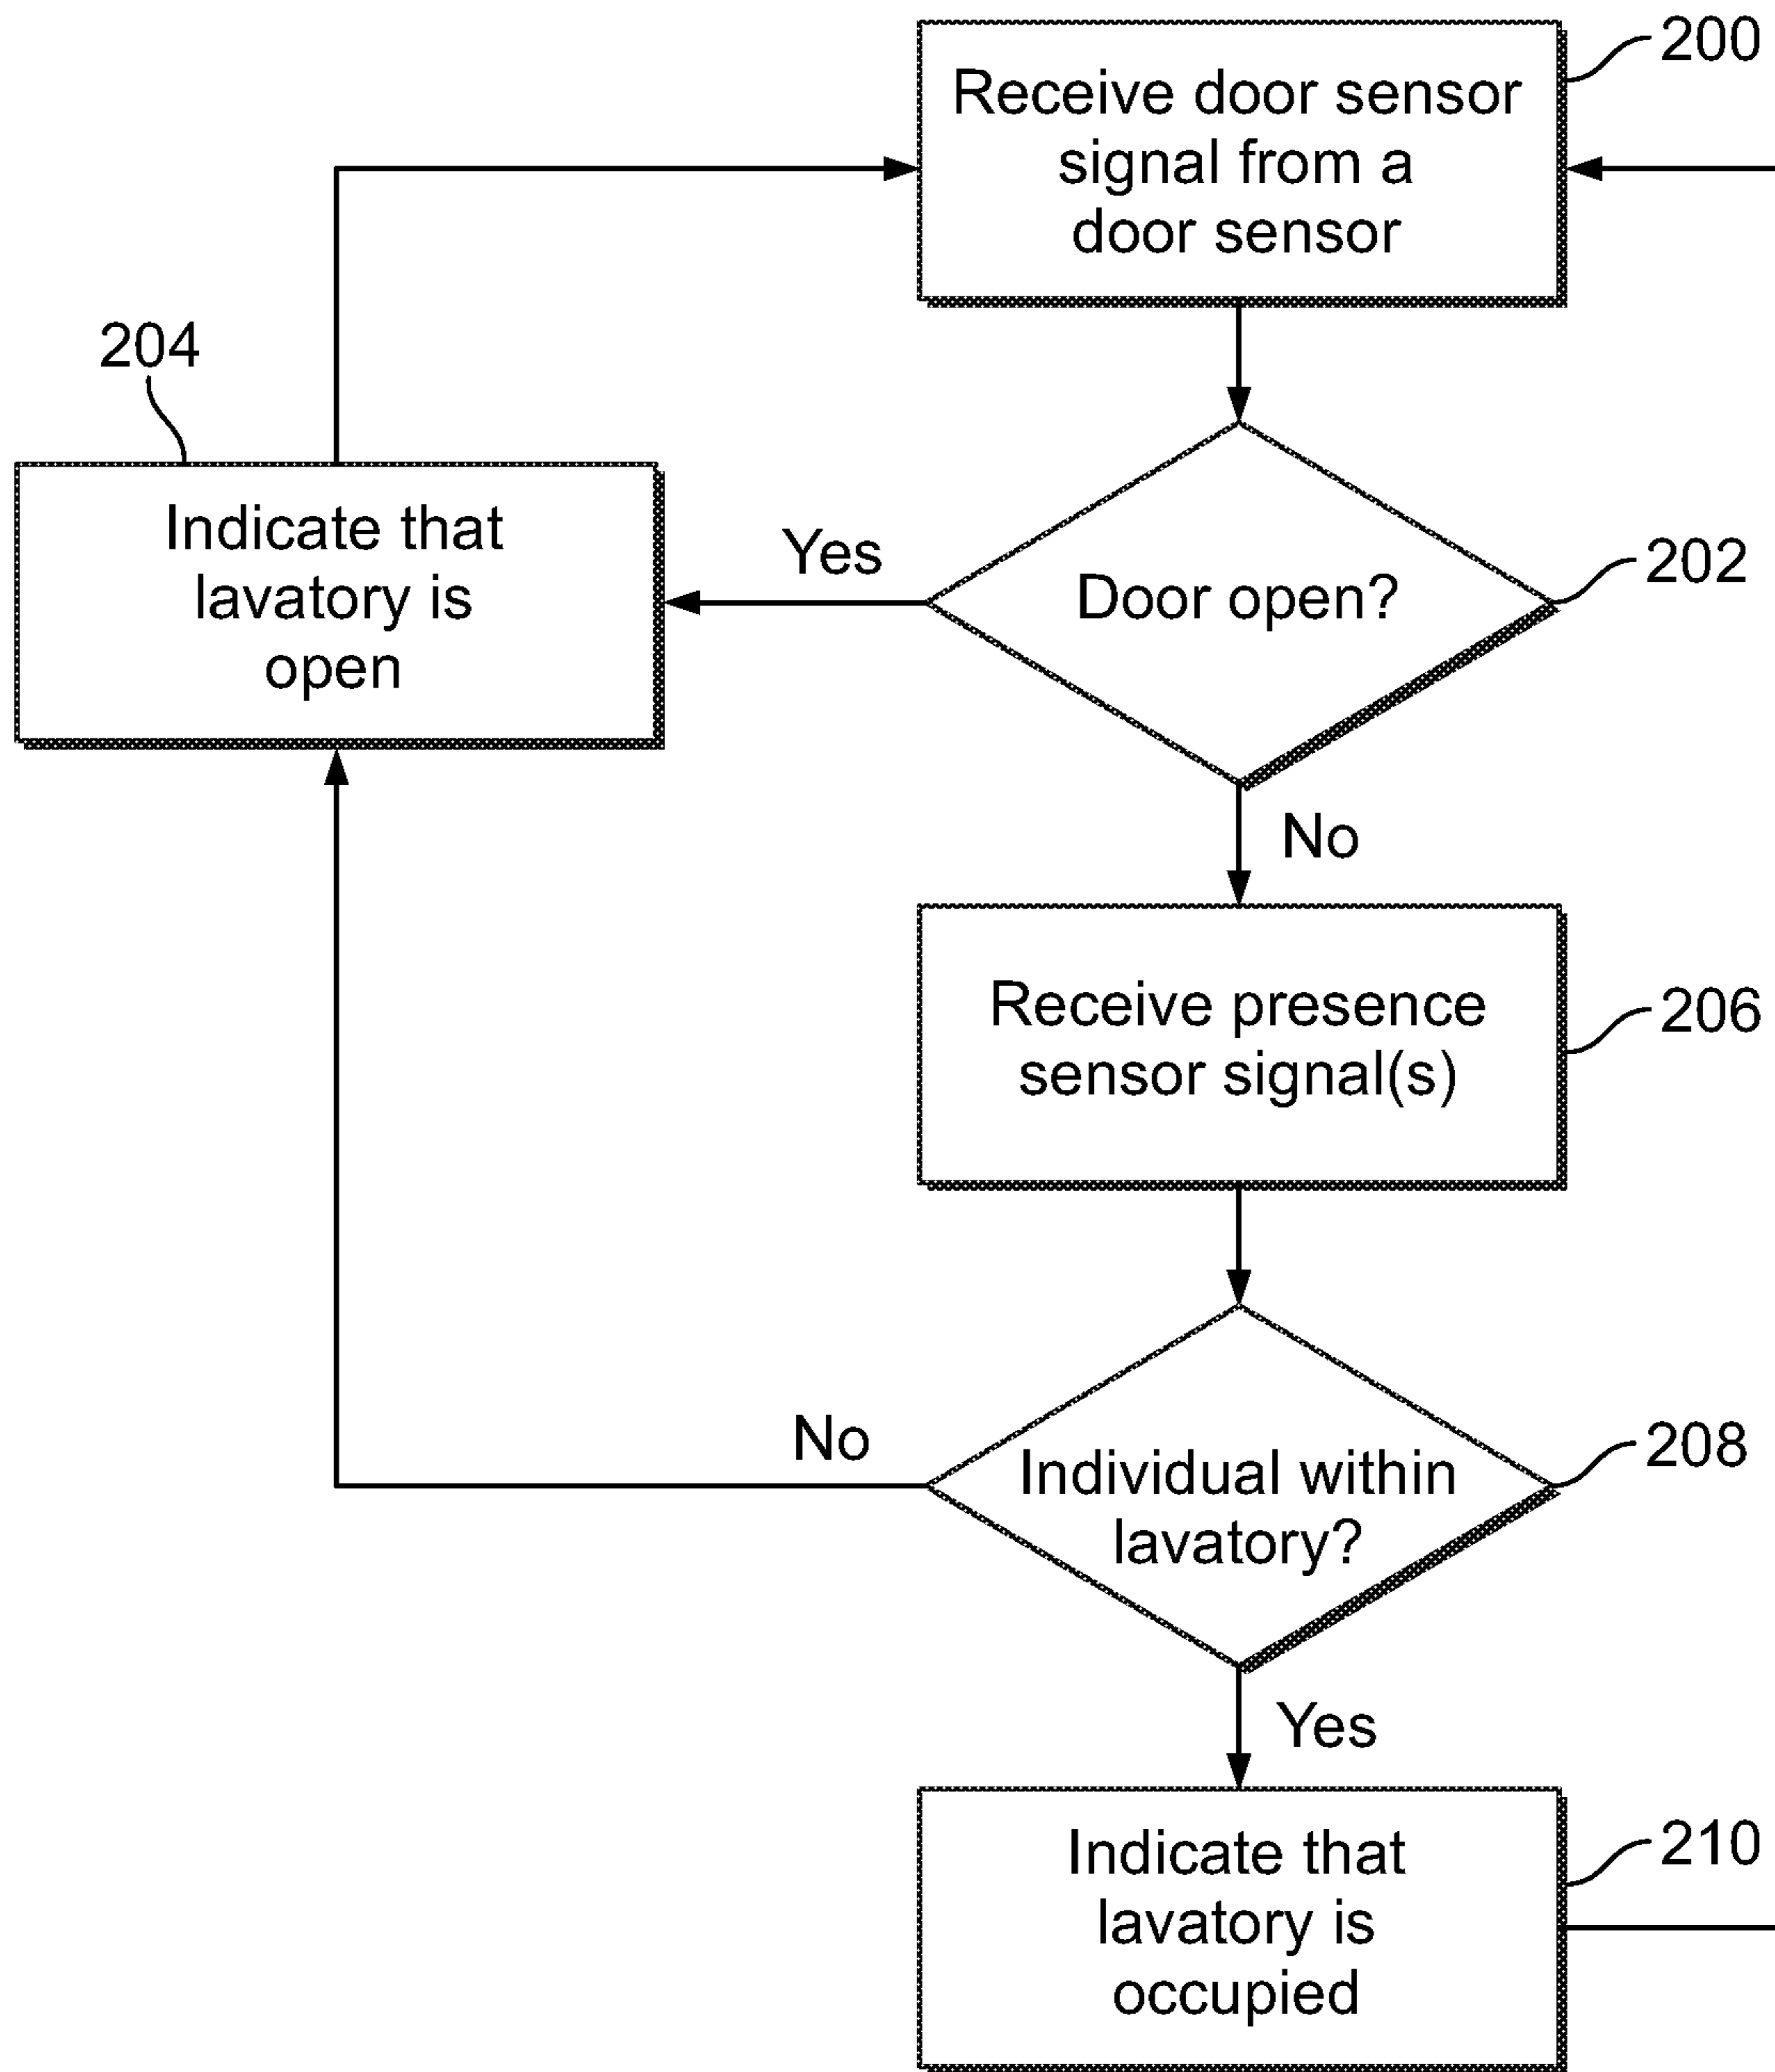 200
Receive door sensor
signal from a
door sensor
204
Indicate that
lavatory is
open
Yes
Door open?
202
No
Receive presence
sensor signal(s)
206
No
Individual within
lavatory?
208
Yes
Indicate that
lavatory is
occupied
210